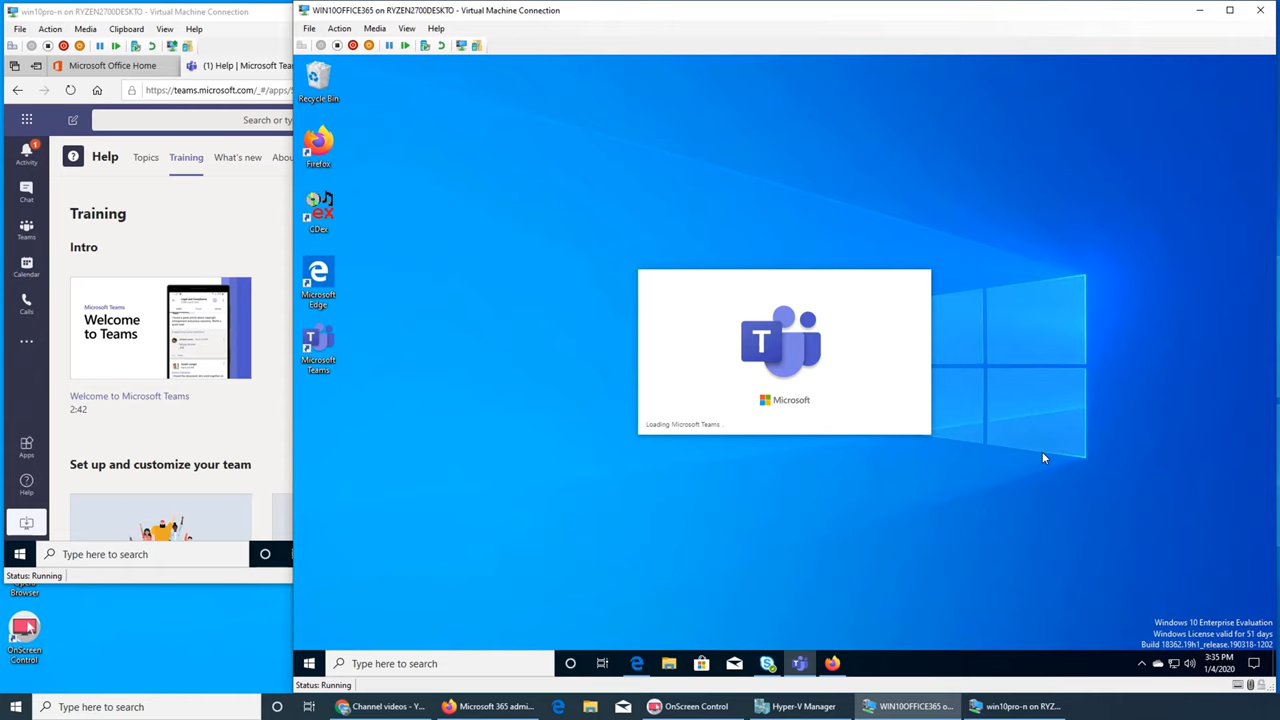 win10pro-n on RYZEN2700DESKTO - Virtual Machine Connection
File Action Media Clipboard View Help
Microsoft Office Home
(1) Help | Microsoft Tea
https://teams.microsoft.com/_#/apps/
Search or ty
Activity
1
Chat
Teams
Calendar
Calls
Apps
Help
Help Topics Training What's new Abou
Training
Intro
Microsoft Teams
Welcome
to Teams
Welcome to Microsoft Teams
2:42
Set up and customize your team
Type here to search
Status: Running
Browser
OnScreen
Control
WIN10OFFICE365 on RYZEN2700DESKTO - Virtual Machine Connection
File Action Media View Help
Recycle Bin
Firefox
ex
CDex
Microsoft
Edge
T
Microsoft
Teams
T
Microsoft
Loading Microsoft Teams .
Windows 10 Enterprise Evaluation
Windows License valid for 51 days
Build 18362.19h1_release.190318-1202
Type here to search
3:35 PM
1/4/2020
Status: Running
Type here to search
Channel videos - Y...
Microsoft 365 admi...
OnScreen Control
Hyper-V Manager
WIN10OFFICE365 o...
win10pro-n on RYZ...